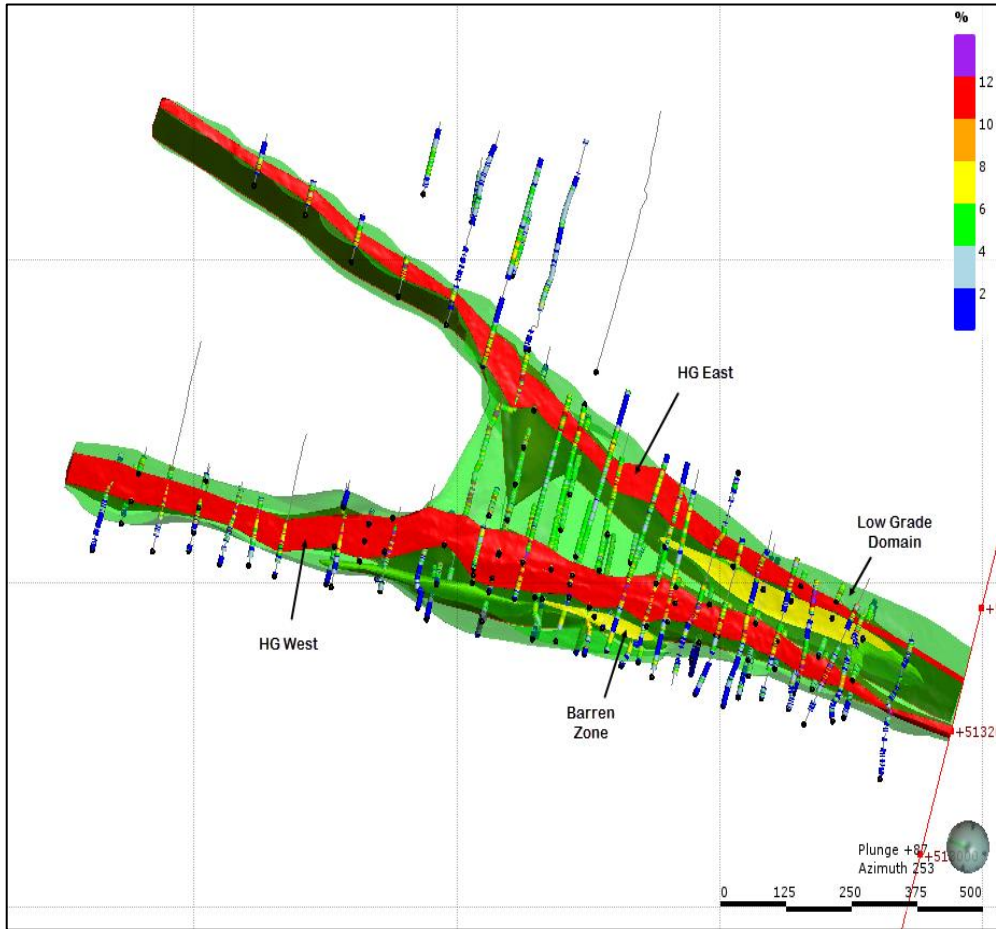 %
12
10
8
6
4
2
HG East
Low Grade
Domain
HG West
Barren
Zone
+5132
Plunge +87
Azimuth 253
0 125 250 375 500